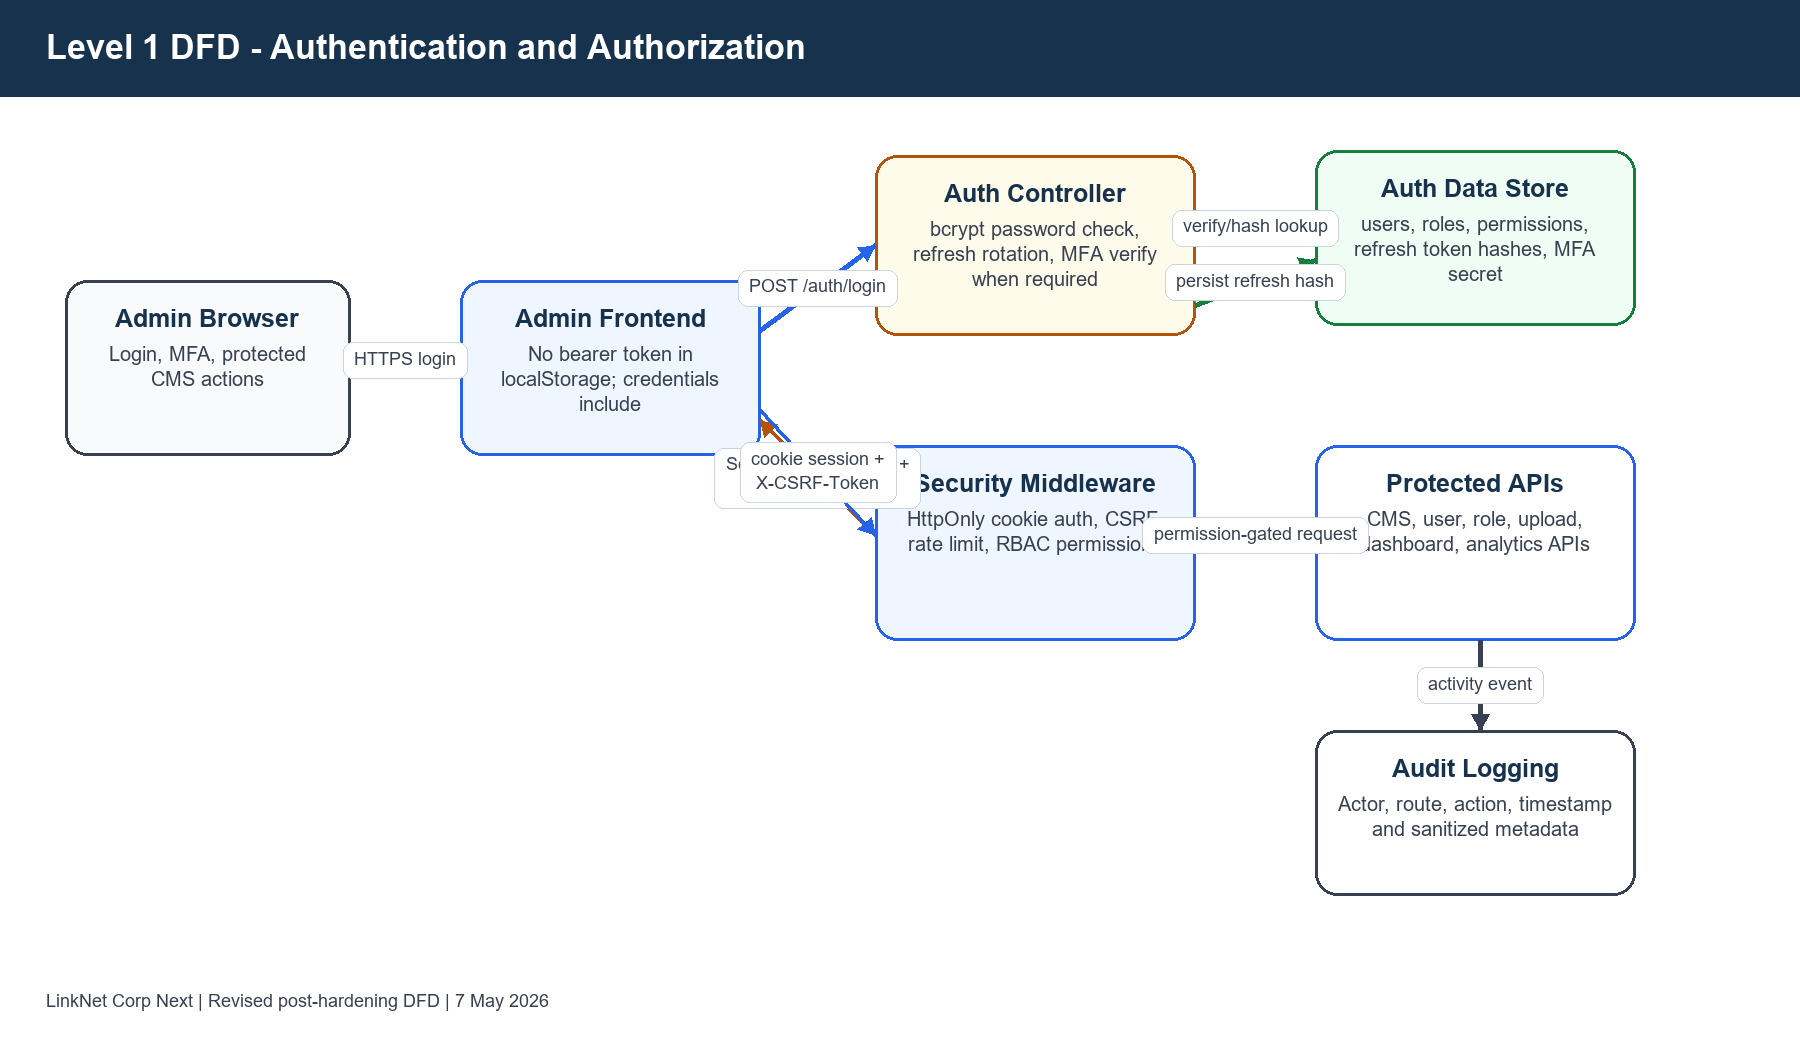 Level 1 DFD - Authentication and Authorization
Admin Browser
Login, MFA, protected
CMS actions
HTTPS login
Admin Frontend
No bearer token in
localStorage; credentials
include
POST /auth/login
Auth Controller
bcrypt password check,
refresh rotation, MFA verify
when required
verify/hash lookup
persist refresh hash
Auth Data Store
users, roles, permissions,
refresh token hashes, MFA
secret
+
cookie session +
X-CSRF-Token
Security Middleware
HttpOnly cookie auth, CSRF
rate limit, RBAC
permission-gated request
Protected APIs
CMS, user, role, upload,
analytics APIs
activity event
Audit Logging
Actor, route, action, timestamp
and sanitized metadata
LinkNet Corp Next | Revised post-hardening DFD | 7 May 2026